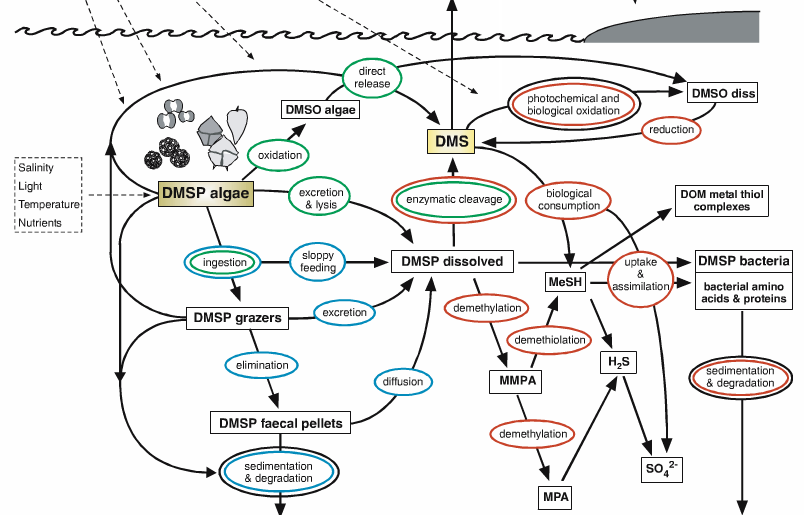 DMS
direct
release
DMSO algae
photochemical and
biological oxidation
DMSO diss
reduction
DMS
oxidation
Salinity
Light
Temperature
Nutrients
DMSP algae
excretion
& lysis
enzymatic cleavage
biological
consumption
DOM metal thiol
complexes
ingestion
sloppy
feeding
DMSP dissolved
MeSH
uptake
&
assimilation
DMSP bacteria
bacterial amino
acids & proteins
DMSP grazers
excretion
demethylation
demethiolation
H2S
elimination
diffusion
MMPA
sedimentation
& degradation
DMSP faecal pellets
demethylation
sedimentation
& degradation
SO4 2-
MPA